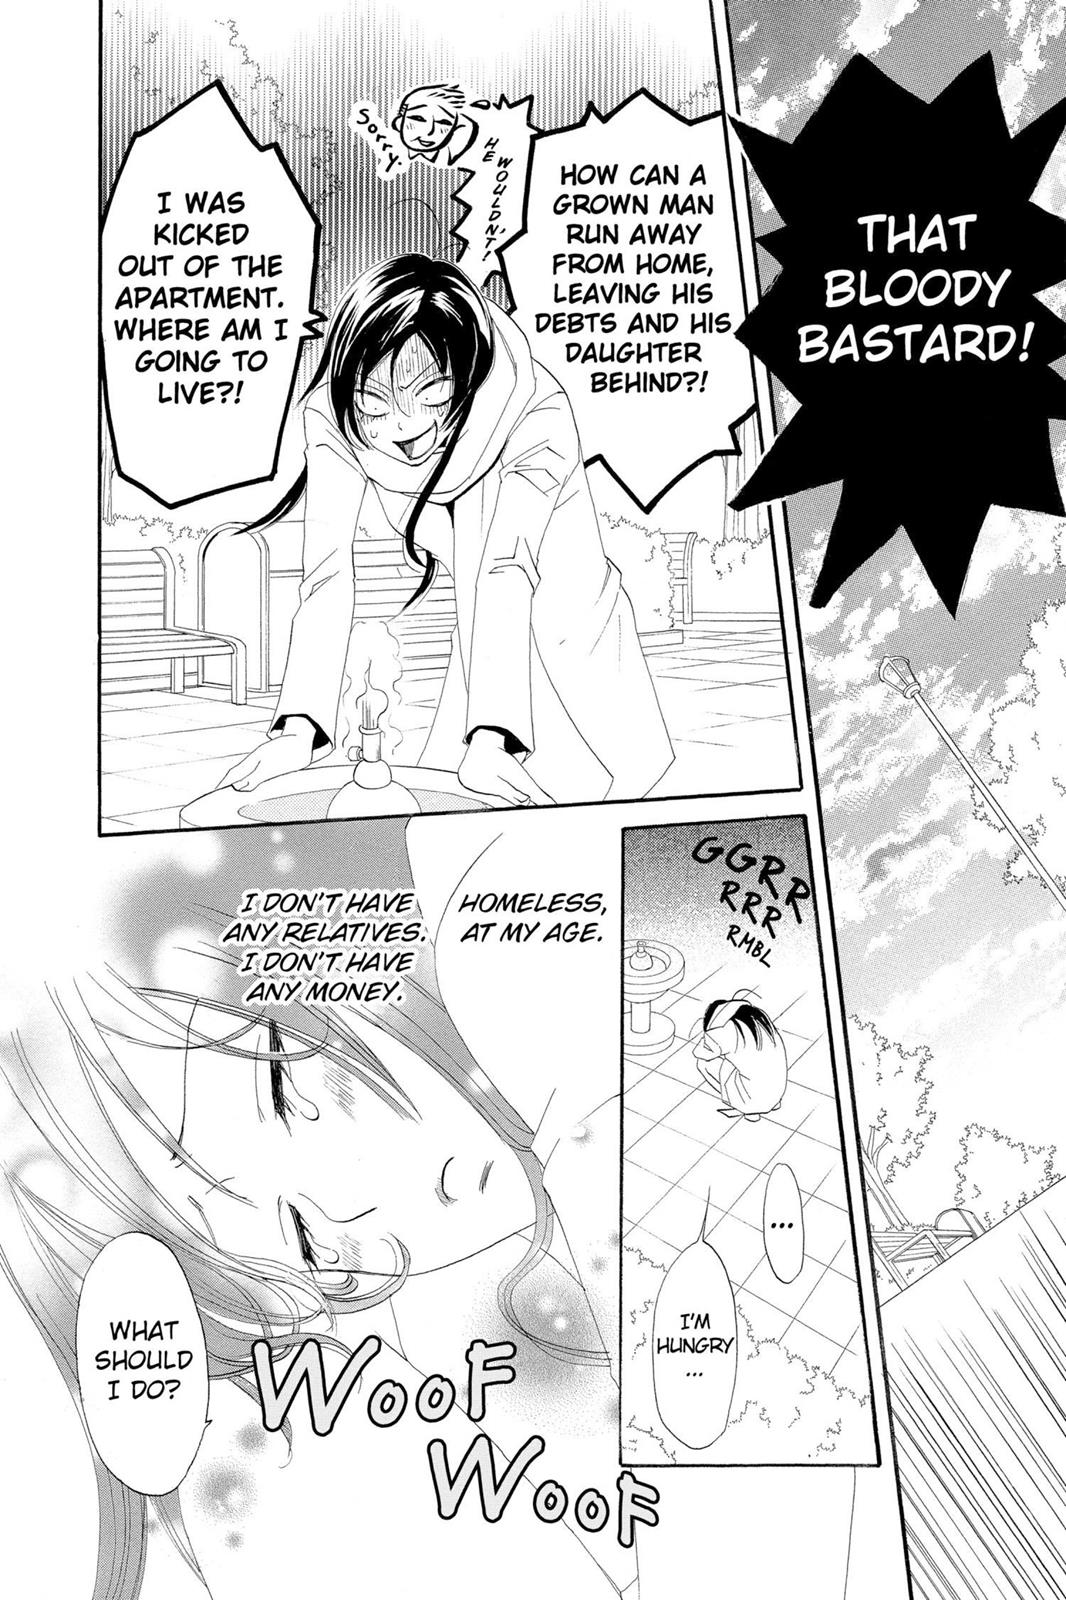 THAT
BLOODY
BASTARD!
HOW CAN A
GROWN MAN
RUN AWAY
FROM HOME,
LEAVING HIS
DEBTS AND HIS
DAUGHTER
BEHIND?!
HE WOULDN'T!
Sorry.
I WAS
KICKED
OUT OF THE
APARTMENT.
WHERE AM I
GOING TO
LIVE?!
GGRR
RRR
RMBL
...
I'M
HUNGRY
...
HOMELESS,
AT MY AGE.
I DON'T HAVE
ANY RELATIVES.
I DON'T HAVE
ANY MONEY.
WHAT
SHOULD
I DO?
WOOF
WOOF